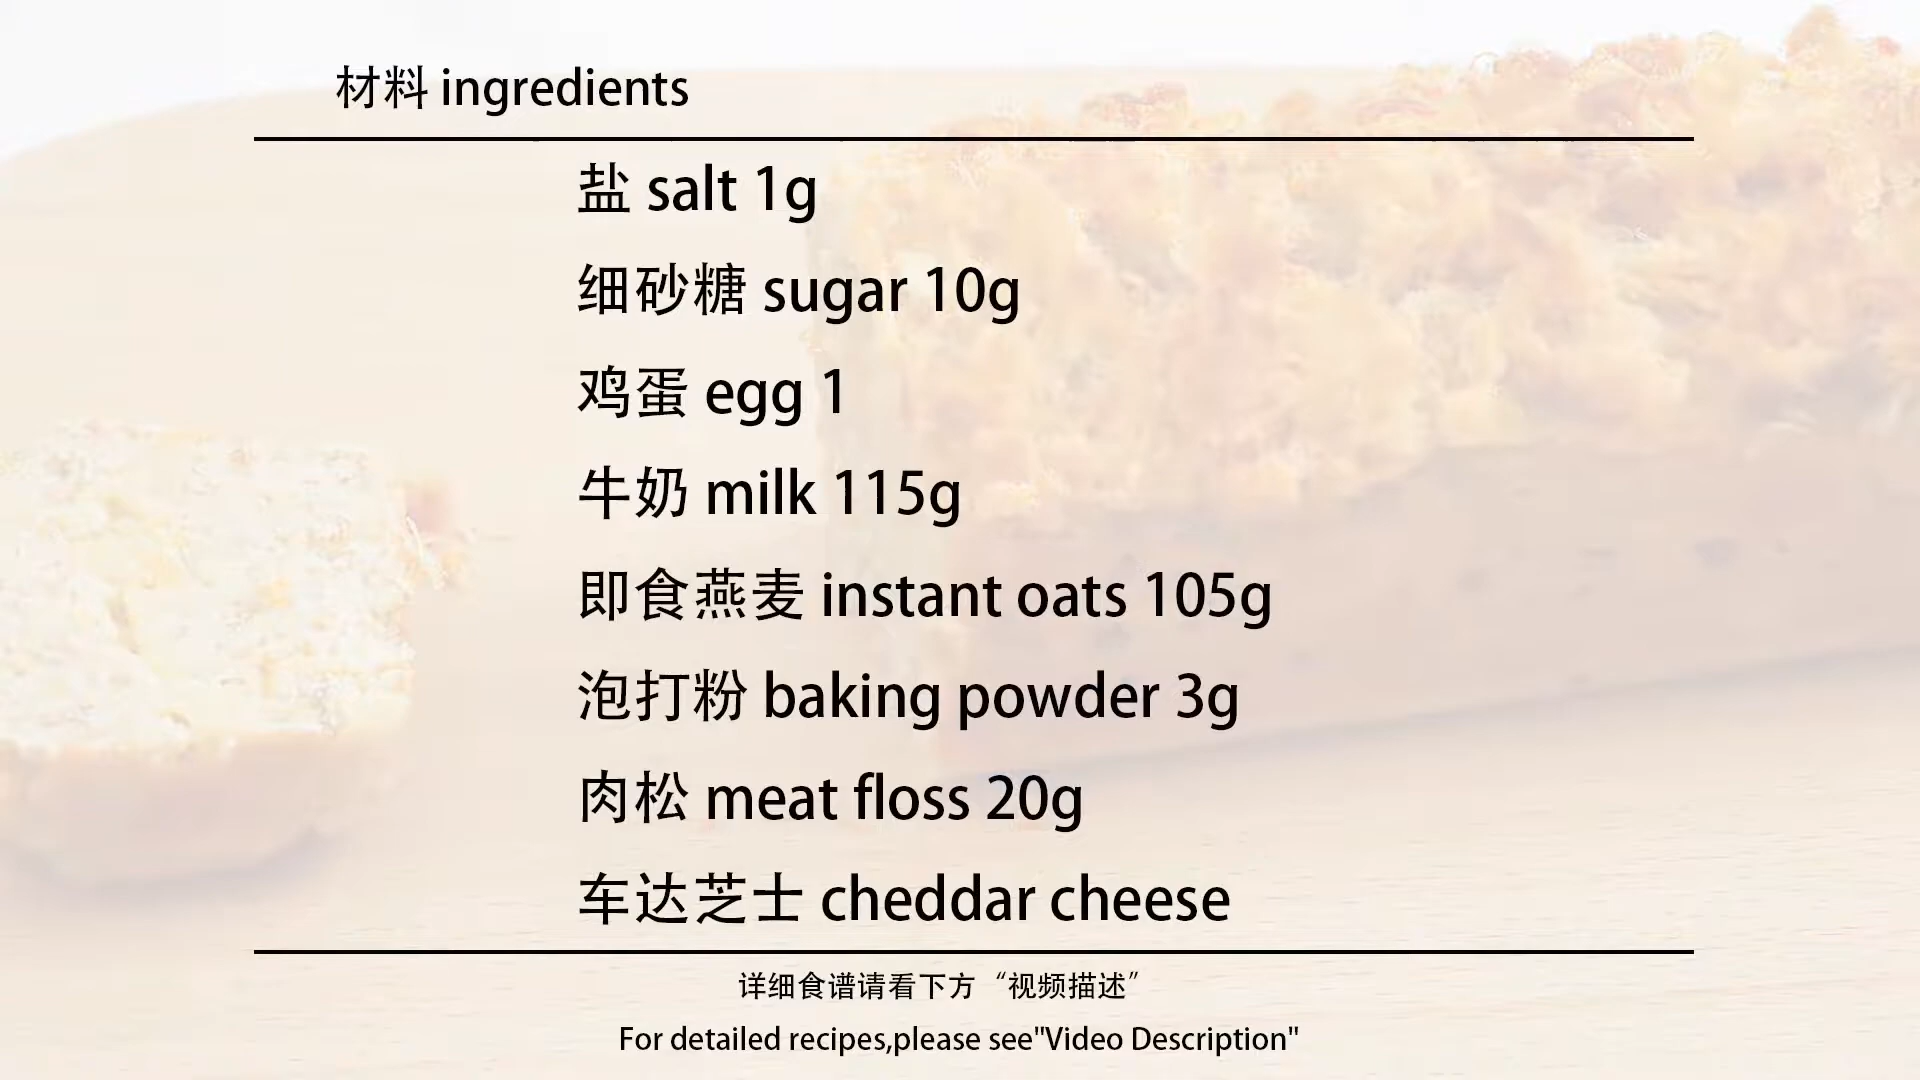 材料 ingredients
盐 salt 1g
细砂糖 sugar 10g
鸡蛋 egg 1
牛奶 milk 115g
即食燕麦 instant oats 105g
泡打粉 baking powder 3g
肉松 meat floss 20g
车达芝士 cheddar cheese
详细食谱请看下方“视频描述”
For detailed recipes,please see"Video Description"